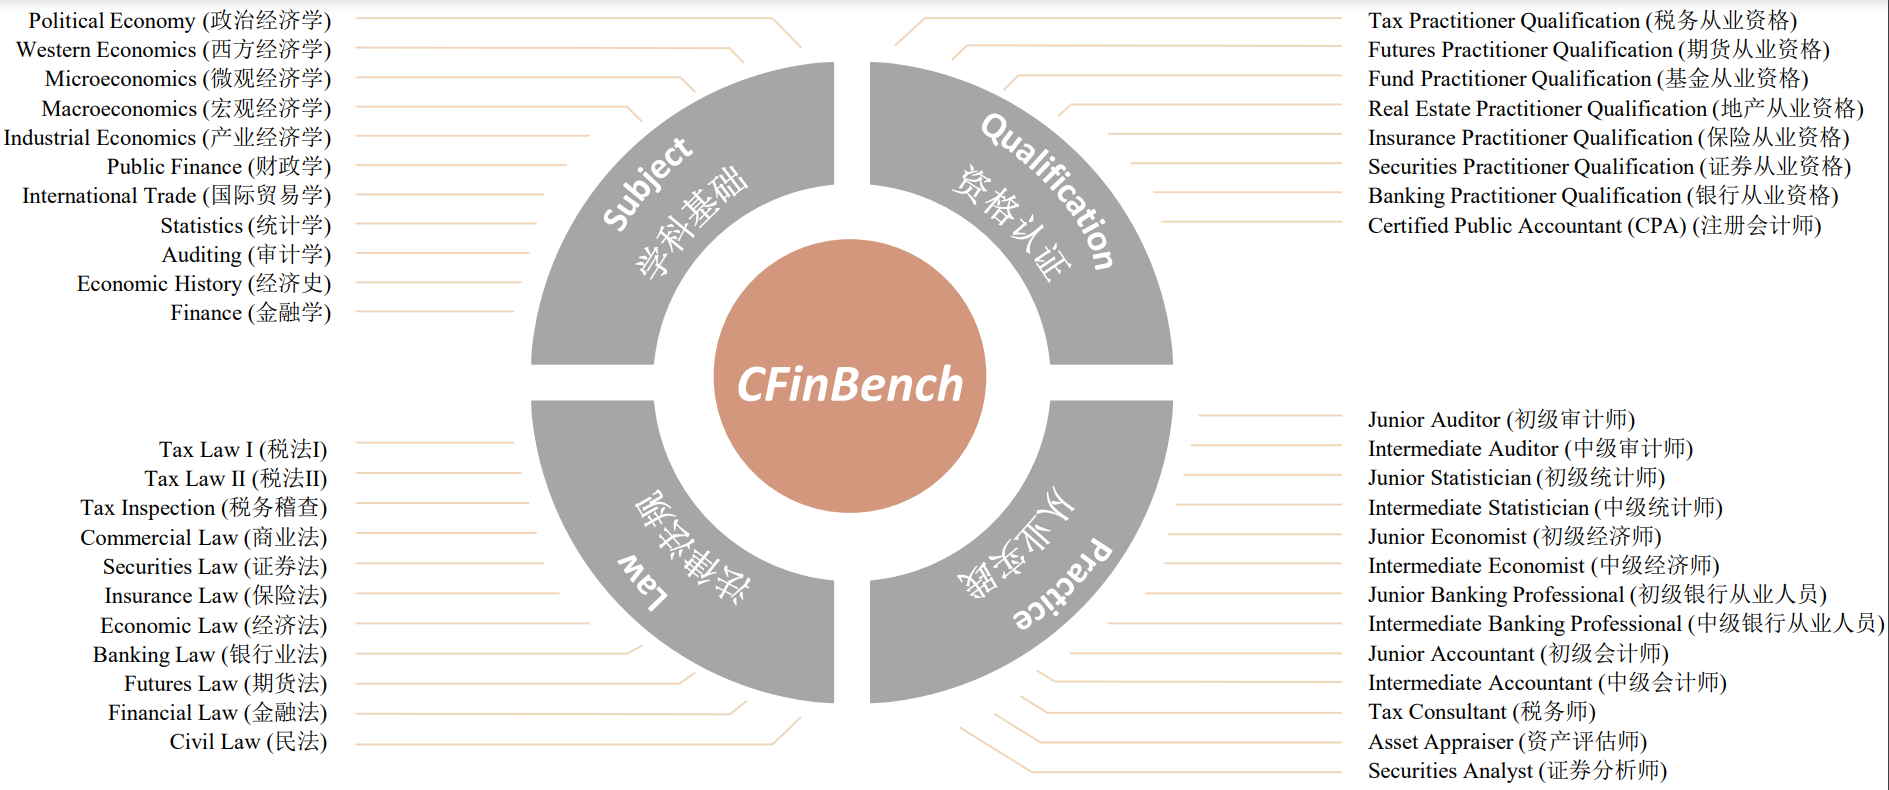 Political Economy (政治经济学)
Western Economics (西方经济学)
Microeconomics (微观经济学)
Macroeconomics (宏观经济学)
Industrial Economics (产业经济学)
Public Finance (财政学)
International Trade (国际贸易学)
Statistics (统计学)
Auditing (审计学)
Economic History (经济史)
Finance (金融学)
Tax Law I (税法I)
Tax Law II (税法II)
Tax Inspection (税务稽查)
Commercial Law (商业法)
Securities Law (证券法)
Insurance Law (保险法)
Economic Law (经济法)
Banking Law (银行业法)
Futures Law (期货法)
Financial Law (金融法)
Civil Law (民法)
Subject
学科基础
Qualification
资格认证
CFinBench
Law
法律法规
Practice
从业实践
Tax Practitioner Qualification (税务从业资格)
Futures Practitioner Qualification (期货从业资格)
Fund Practitioner Qualification (基金从业资格)
Real Estate Practitioner Qualification (地产从业资格)
Insurance Practitioner Qualification (保险从业资格)
Securities Practitioner Qualification (证券从业资格)
Banking Practitioner Qualification (银行从业资格)
Certified Public Accountant (CPA) (注册会计师)
Junior Auditor (初级审计师)
Intermediate Auditor (中级审计师)
Junior Statistician (初级统计师)
Intermediate Statistician (中级统计师)
Junior Economist (初级经济师)
Intermediate Economist (中级经济师)
Junior Banking Professional (初级银行从业人员)
Intermediate Banking Professional (中级银行从业人员)
Junior Accountant (初级会计师)
Intermediate Accountant (中级会计师)
Tax Consultant (税务师)
Asset Appraiser (资产评估师)
Securities Analyst (证券分析师)